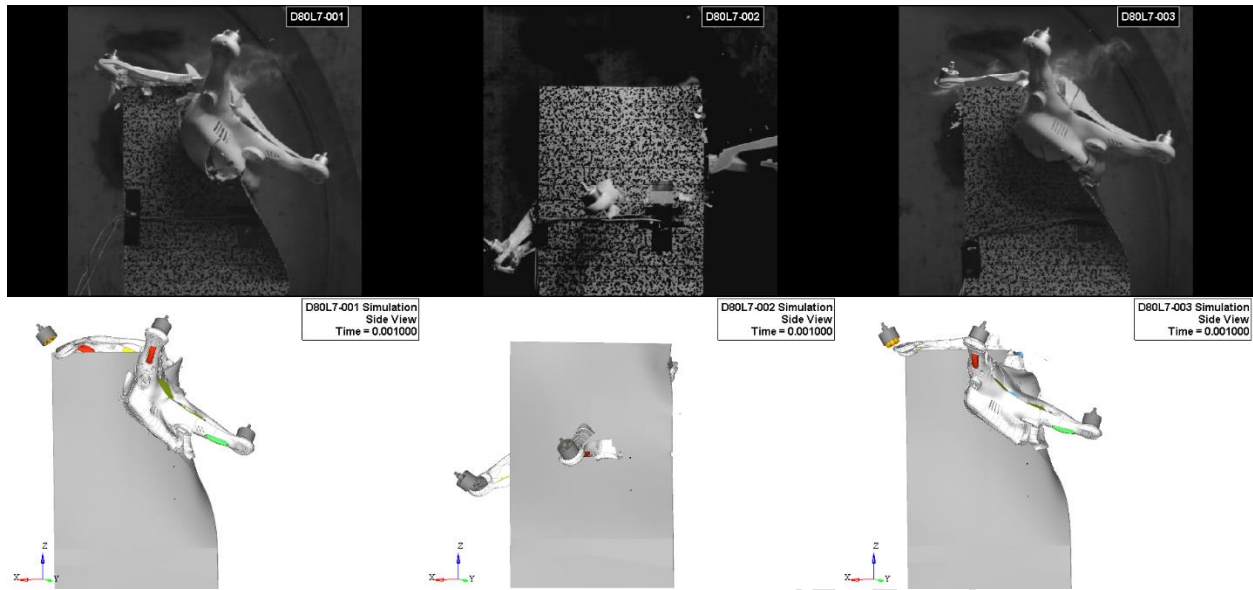 D80L7-001
D80L7-002
D80L7-003
D80L7-001 Simulation
Side View
Time = 0.001000
D80L7-002 Simulation
Side View
Time = 0.001000
D80L7-003 Simulation
Side View
Time = 0.001000
Z
X
Y
Z
X
Y
Z
X
Y